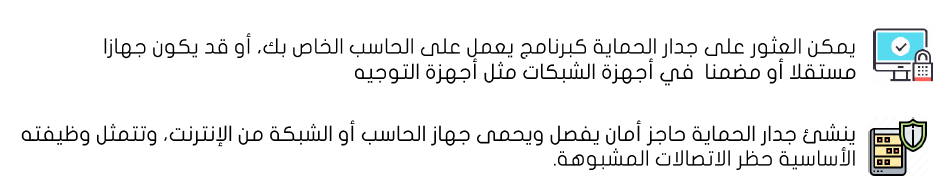 يمكن العثور على جدار الحماية كبرنامج يعمل على الحاسب الخاص بك، أو قد يكون جهازا
مستقلا أو مضمنا في أجهزة الشبكات مثل أجهزة التوجيه
ينشئ جدار الحماية حاجز أمان يفصل ويحمى جهاز الحاسب أو الشبكة من الإنترنت، وتتمثل وظيفته
الأساسية حظر الاتصالات المشبوهة.